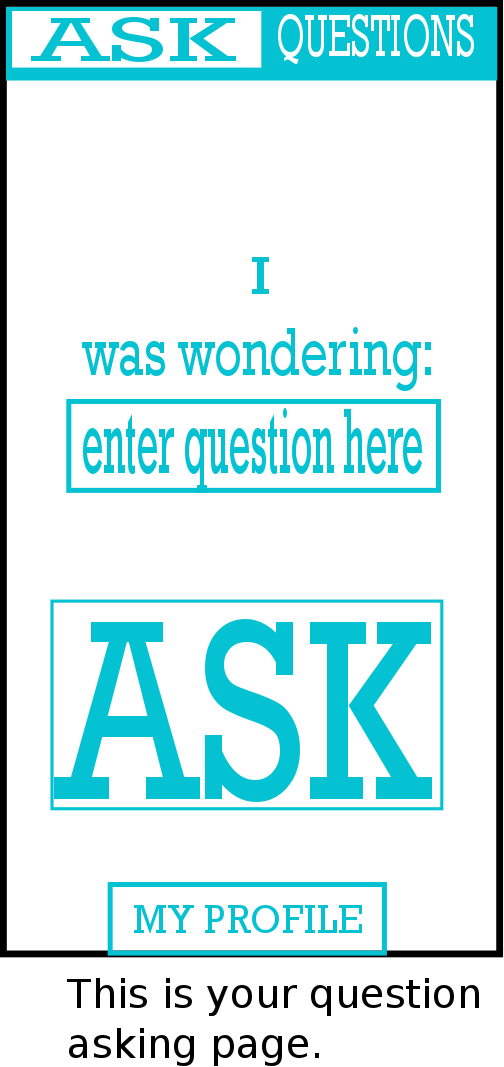 ASK QUESTIONS
I
was wondering:
enter question here
ASK
MY PROFILE
This is your question
asking page.